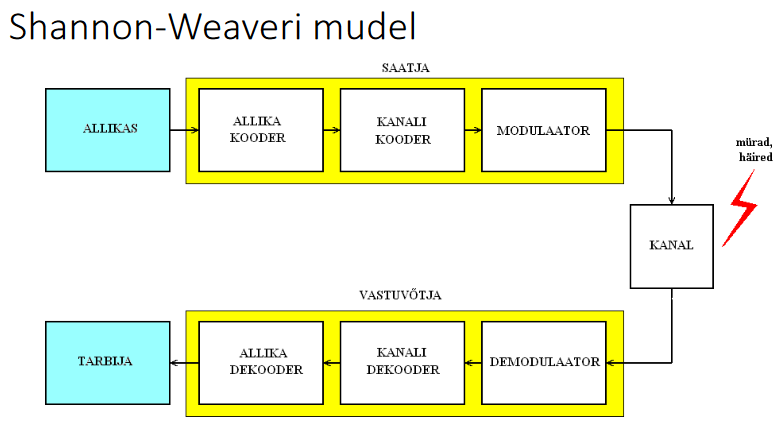 Shannon-Weaveri mudel
SAATJA
ALLIKAS
ALLIKA
KOODER
KANALI
KOODER
MODULAATOR
mürad,
häired
KANAL
VASTUVÕTJA
TARBIJA
ALLIKA
DEKOODER
KANALI
DEKOODER
DEMODULAATOR